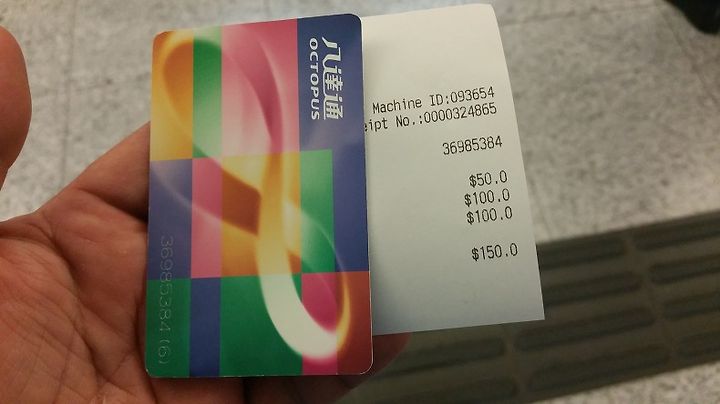 八達通
OCTOPUS
36985384 (6)
Machine ID:093654
eipt No.:0000324865
36985384
$50.0
$100.0
$100.0
$150.0